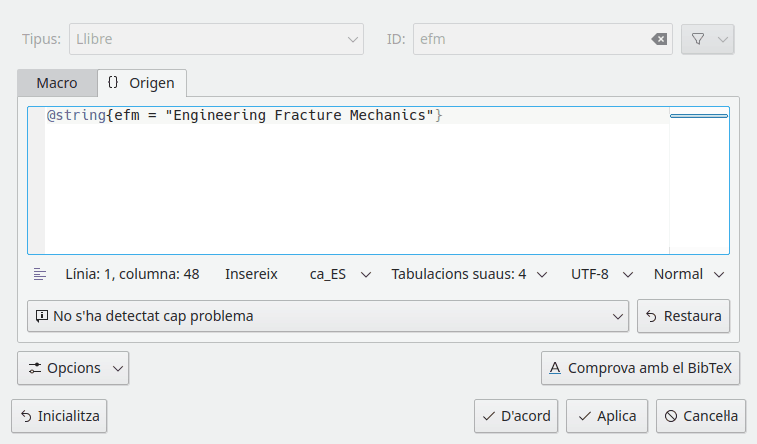 Tipus: Llibre ID: efm
Macro {} Origen
@string{efm = "Engineering Fracture Mechanics"}
Línia: 1, columna: 48 Insereix ca_ES Tabulacions suaus: 4 UTF-8 Normal
No s'ha detectat cap problema Restaura
Opcions Comprova amb el BibTeX
Inicialitza D'acord Aplica Cancel·la